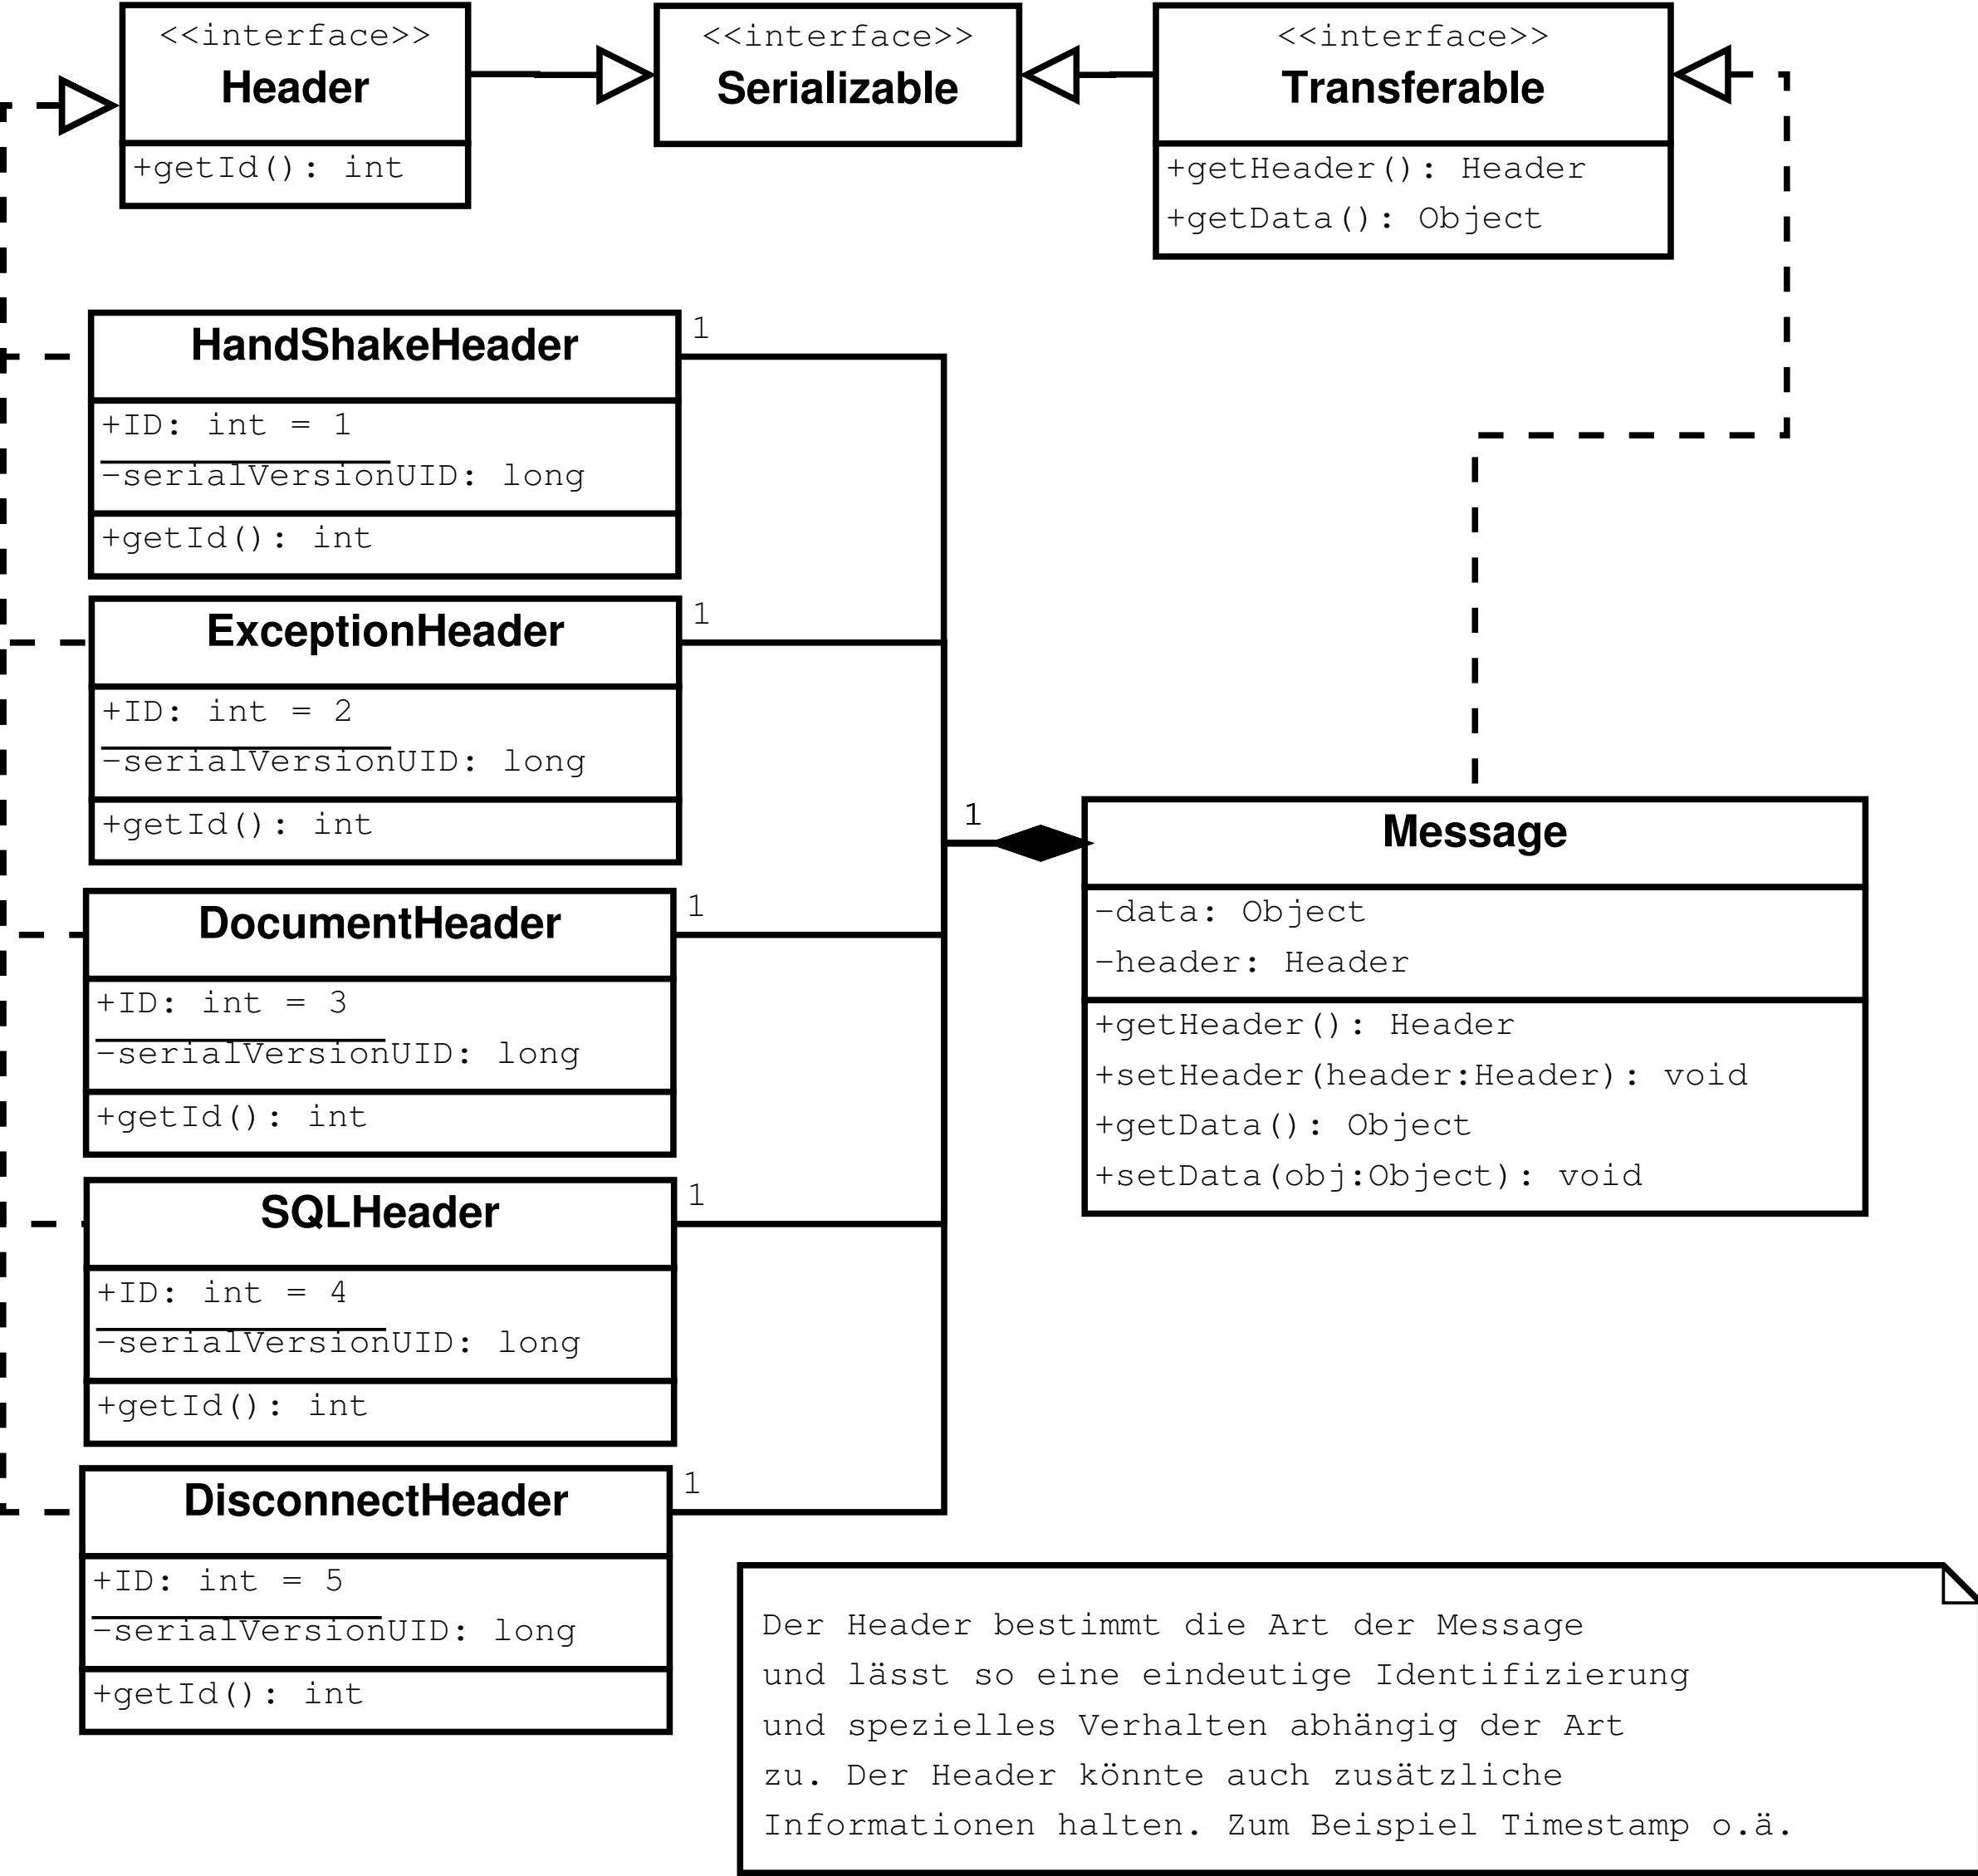 <<interface>>
Header
+getId(): int
<<interface>>
Serializable
<<interface>>
Transferable
+getHeader(): Header
+getData(): Object
HandShakeHeader
+ID: int = 1
-serialVersionUID: long
+getId(): int
1
ExceptionHeader
+ID: int = 2
-serialVersionUID: long
+getId(): int
1
DocumentHeader
+ID: int = 3
-serialVersionUID: long
+getId(): int
1
SQLHeader
+ID: int = 4
-serialVersionUID: long
+getId(): int
1
DisconnectHeader
+ID: int = 5
-serialVersionUID: long
+getId(): int
1
1
Message
-data: Object
-header: Header
+getHeader(): Header
+setHeader(header:Header): void
+getData(): Object
+setData(obj:Object): void
Der Header bestimmt die Art der Message
und lässt so eine eindeutige Identifizierung
und spezielles Verhalten abhängig der Art
zu. Der Header könnte auch zusätzliche
Informationen halten. Zum Beispiel Timestamp o.ä.